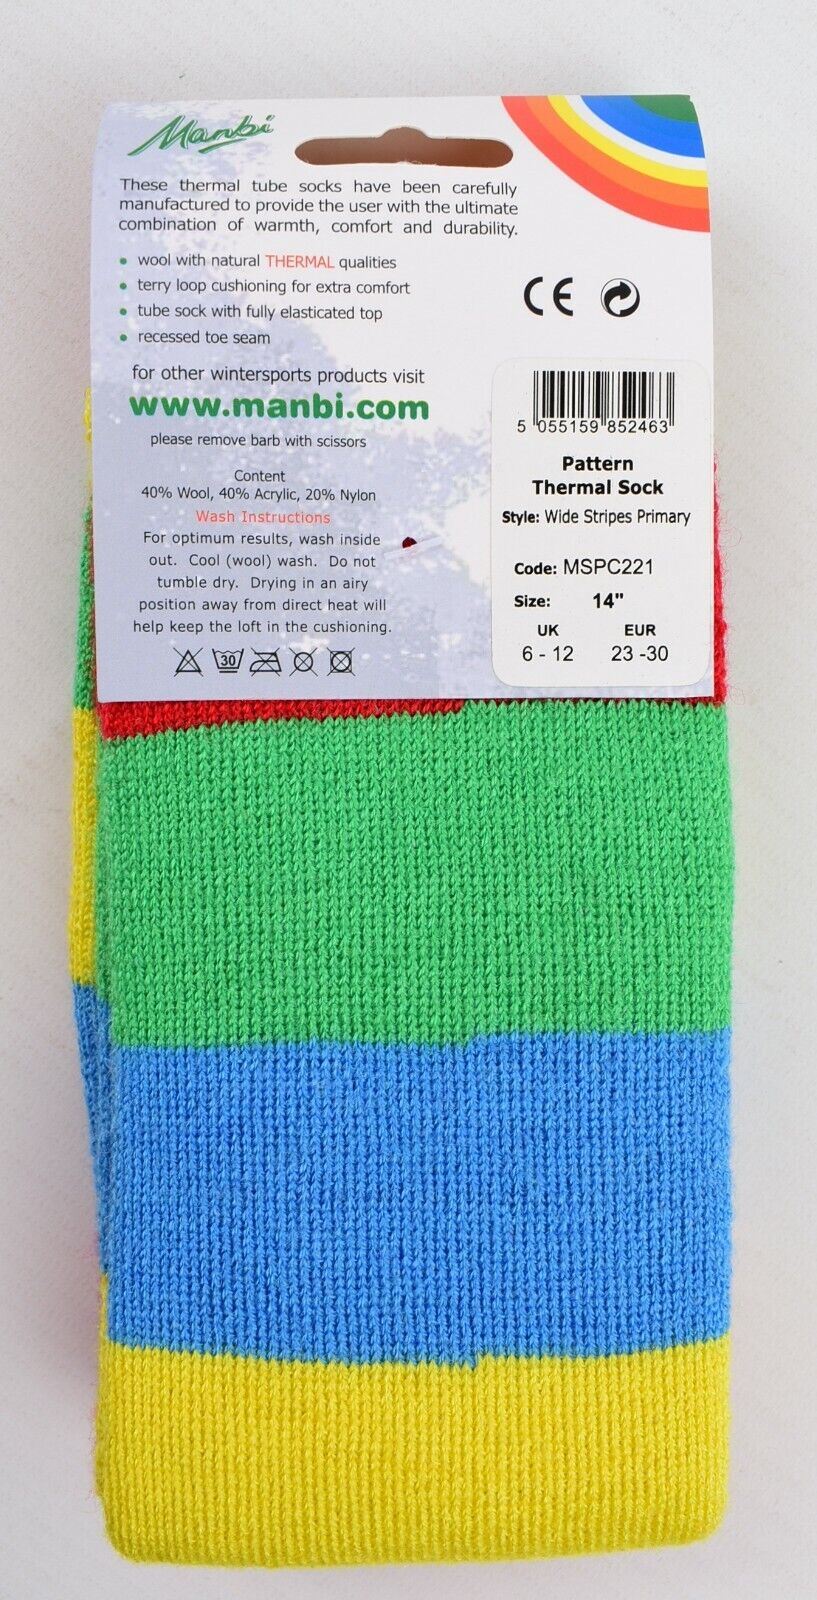 Manbi
These thermal tube socks have been carefully
manufactured to provide the user with the ultimate
combination of warmth, comfort and durability.
• wool with natural THERMAL qualities
• terry loop cushioning for extra comfort
• tube sock with fully elasticated top
• recessed toe seam
for other wintersports products visit
www.manbi.com
please remove barb with scissors
Content
40% Wool, 40% Acrylic, 20% Nylon
Wash Instructions
For optimum results, wash inside
out. Cool (wool) wash. Do not
tumble dry. Drying in an airy
position away from direct heat will
help keep the loft in the cushioning.
30
CE
5 055159 852463
Pattern
Thermal Sock
Style: Wide Stripes Primary
Code: MSPC221
Size: 14"
UK EUR
6 - 12 23 -30